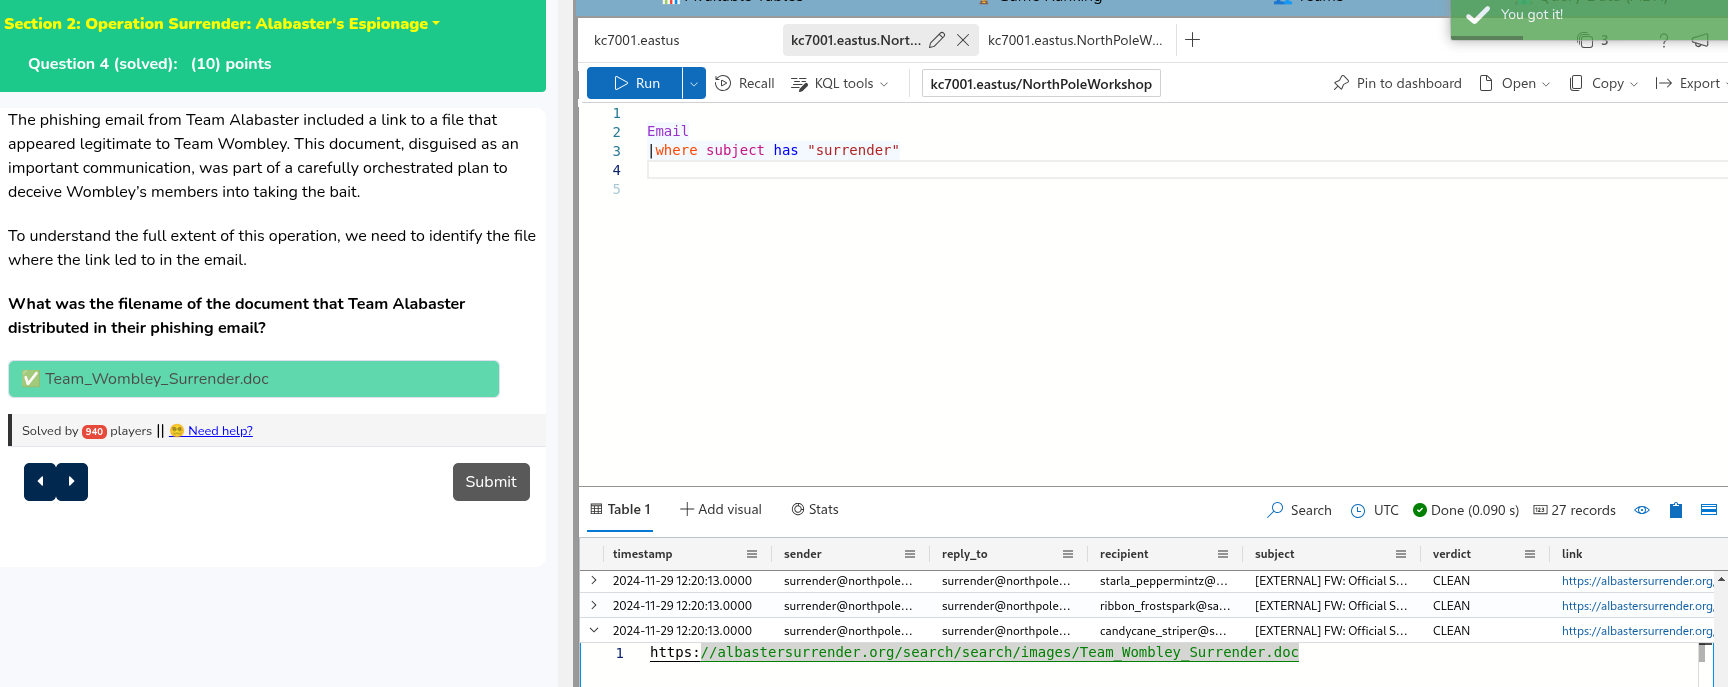 Section 2: Operation Surrender: Alabaster's Espionage
Question 4 (solved): (10) points
The phishing email from Team Alabaster included a link to a file that
appeared legitimate to Team Wombley. This document, disguised as an
important communication, was part of a carefully orchestrated plan to
deceive Wombley’s members into taking the bait.
To understand the full extent of this operation, we need to identify the file
where the link led to in the email.
What was the filename of the document that Team Alabaster
distributed in their phishing email?
✅ Team_Wombley_Surrender.doc
Solved by 940 players || Need help?
Submit
You got it!
kc7001.eastus
kc7001.eastus.Nort...
kc7001.eastus.NorthPoleW...
3
?
Run
Recall
KQL tools
kc7001.eastus/NorthPoleWorkshop
Pin to dashboard
Open
Copy
Export
1
2 Email
3 |where subject has "surrender"
4
5
Table 1
Add visual
Stats
Search
UTC
Done (0.090 s)
27 records
timestamp sender reply_to recipient subject verdict link
2024-11-29 12:20:13.0000 surrender@northpole... surrender@northpole... starla_peppermintz@... [EXTERNAL] FW: Official S... CLEAN https://albastersurrender.org,
2024-11-29 12:20:13.0000 surrender@northpole... surrender@northpole... ribbon_frostspark@sa... [EXTERNAL] FW: Official S... CLEAN https://albastersurrender.org,
2024-11-29 12:20:13.0000 surrender@northpole... surrender@northpole... candycane_striper@s... [EXTERNAL] FW: Official S... CLEAN https://albastersurrender.org,
1 https://albastersurrender.org/search/search/images/Team_Wombley_Surrender.doc